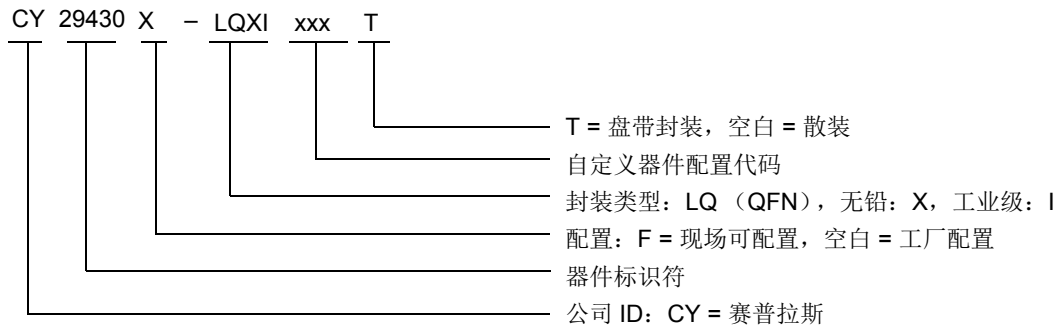 CY 29430 X – LQXI xxx T
T = 盘带封装，空白 = 散装
自定义器件配置代码
封装类型：LQ （QFN），无铅：X，工业级：I
配置：F = 现场可配置，空白 = 工厂配置
器件标识符
公司 ID：CY = 赛普拉斯